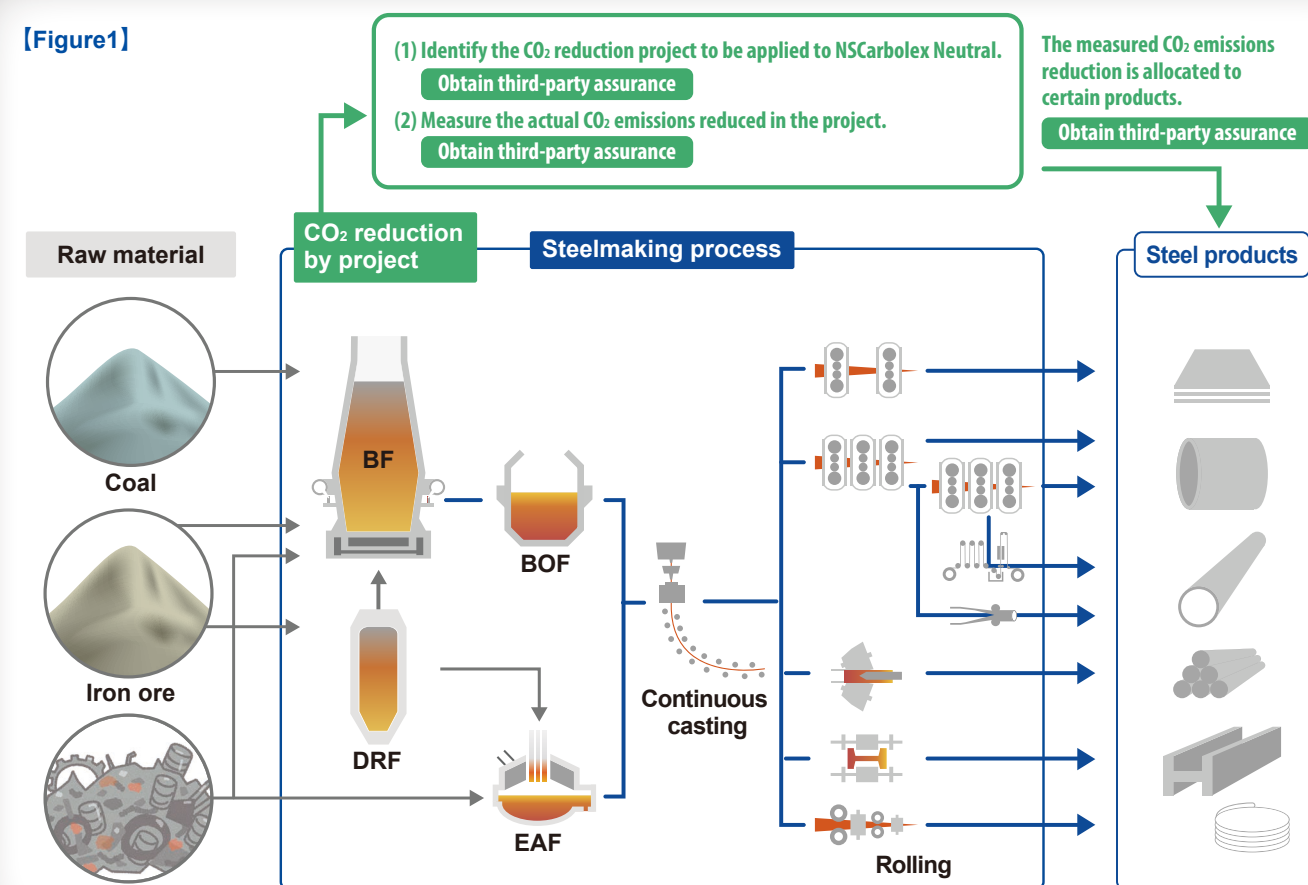 【Figure1】
(1) Identify the CO₂ reduction project to be applied to NSCarbolex Neutral.
Obtain third-party assurance
(2) Measure the actual CO₂ emissions reduced in the project.
Obtain third-party assurance
The measured CO₂ emissions
reduction is allocated to
certain products.
Obtain third-party assurance
Raw material
CO₂ reduction
by project
Steelmaking process
Steel products
Coal
BF
BOF
Iron ore
DRF
EAF
Continuous
casting
Rolling